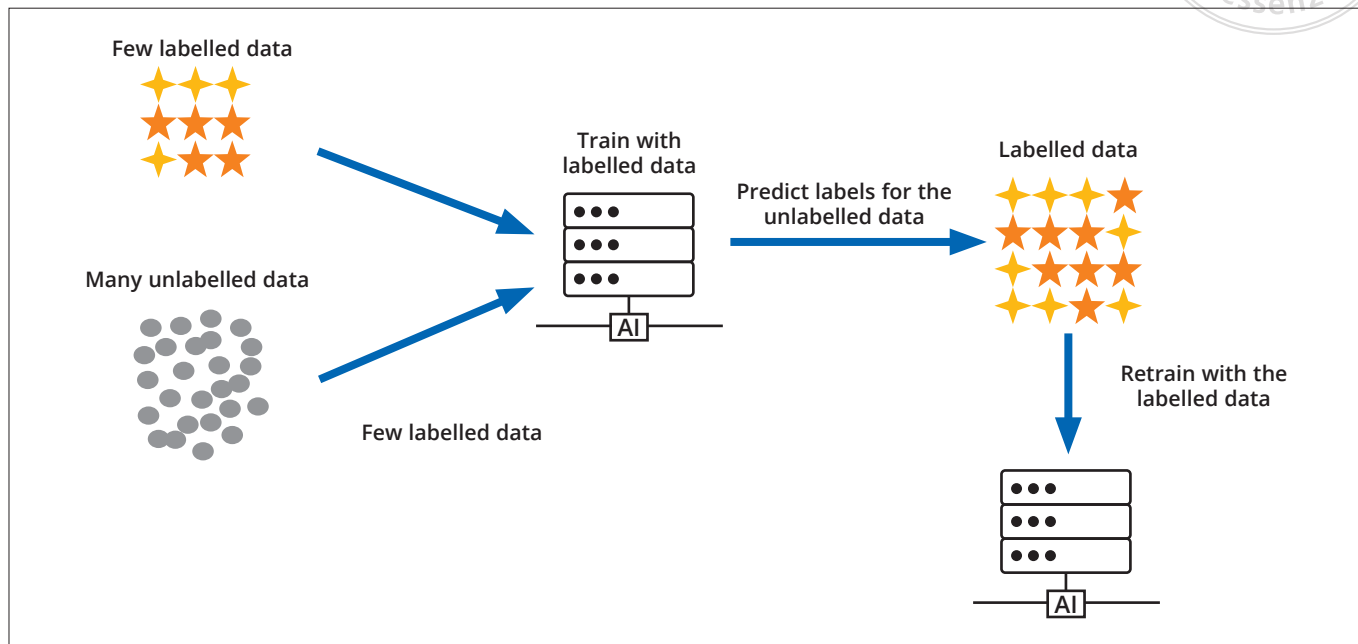 Few labelled data
Train with
labelled data
AI
Many unlabelled data
Few labelled data
Predict labels for the
unlabelled data
Labelled data
Retrain with the
labelled data
AI